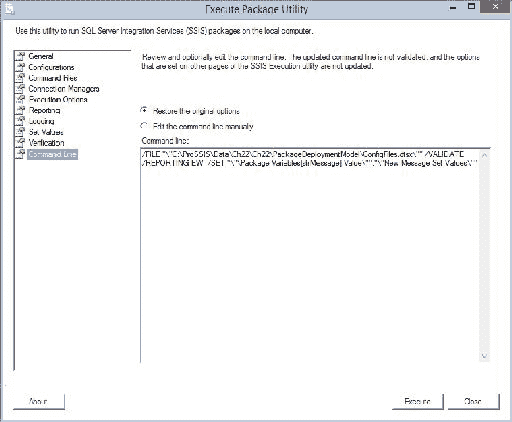 Execute Package Utility
Use this utility to run SQL Server Integration Services (SSIS) packages on the local computer.
General
Configurations
Command Files
Connection Managers
Execution Options
Reporting
Logging
Set Values
Verification
Command Line
Review and optionally edit the command line. The updated command line is not validated, and the options
that are set on other pages of the SSIS Execution utility are not updated.
Restore the original options
Edit the command line manually
Command line:
/FILE "\"C:\ProSSIS\Data\Ch22\Ch22\PackageDeploymentModel\ConfigFiles.dtsx\"" /VALIDATE
/REPORTING EW /SET "\"\Package.Variables[strMessage].Value\"";"\"New Message Set Values\""
About
Execute
Close